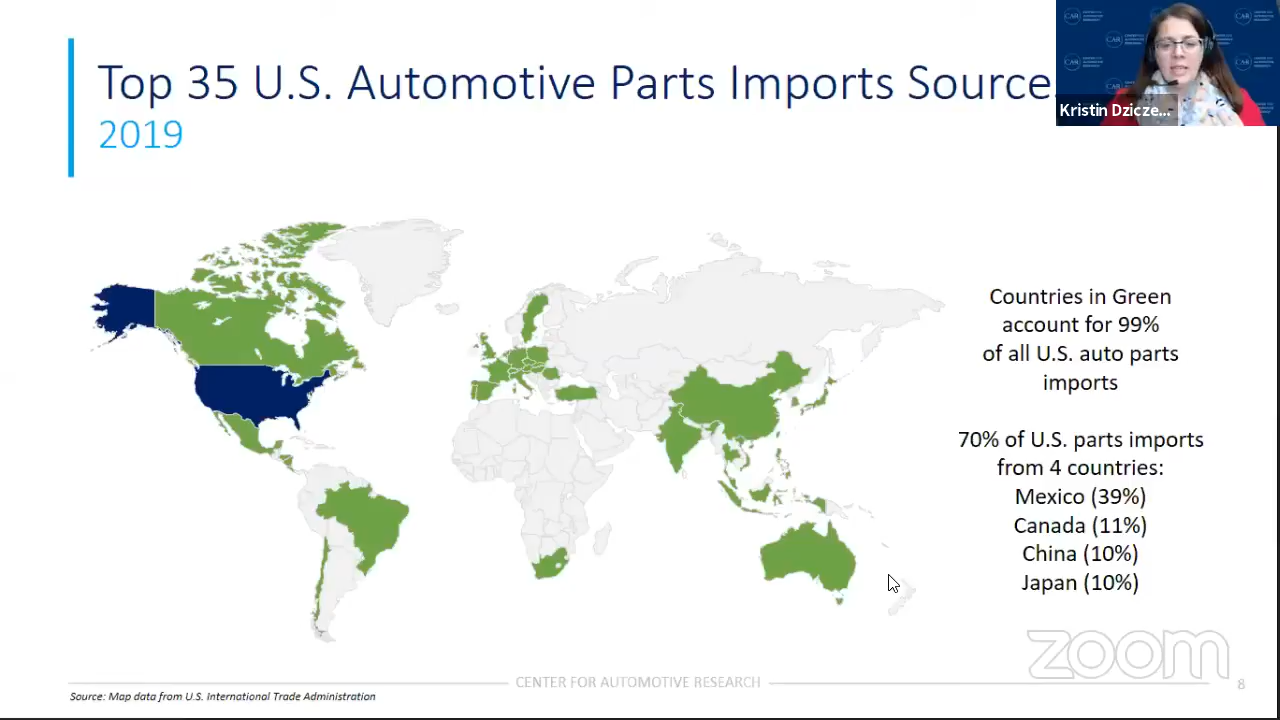 Top 35 U.S. Automotive Parts Imports Source
2019
CAR
Kristin Dzicze...
Countries in Green
account for 99%
of all U.S. auto parts
imports
70% of U.S. parts imports
from 4 countries:
Mexico (39%)
Canada (11%)
China (10%)
Japan (10%)
zoom
CENTER FOR AUTOMOTIVE RESEARCH
8
Source: Map data from U.S. International Trade Administration